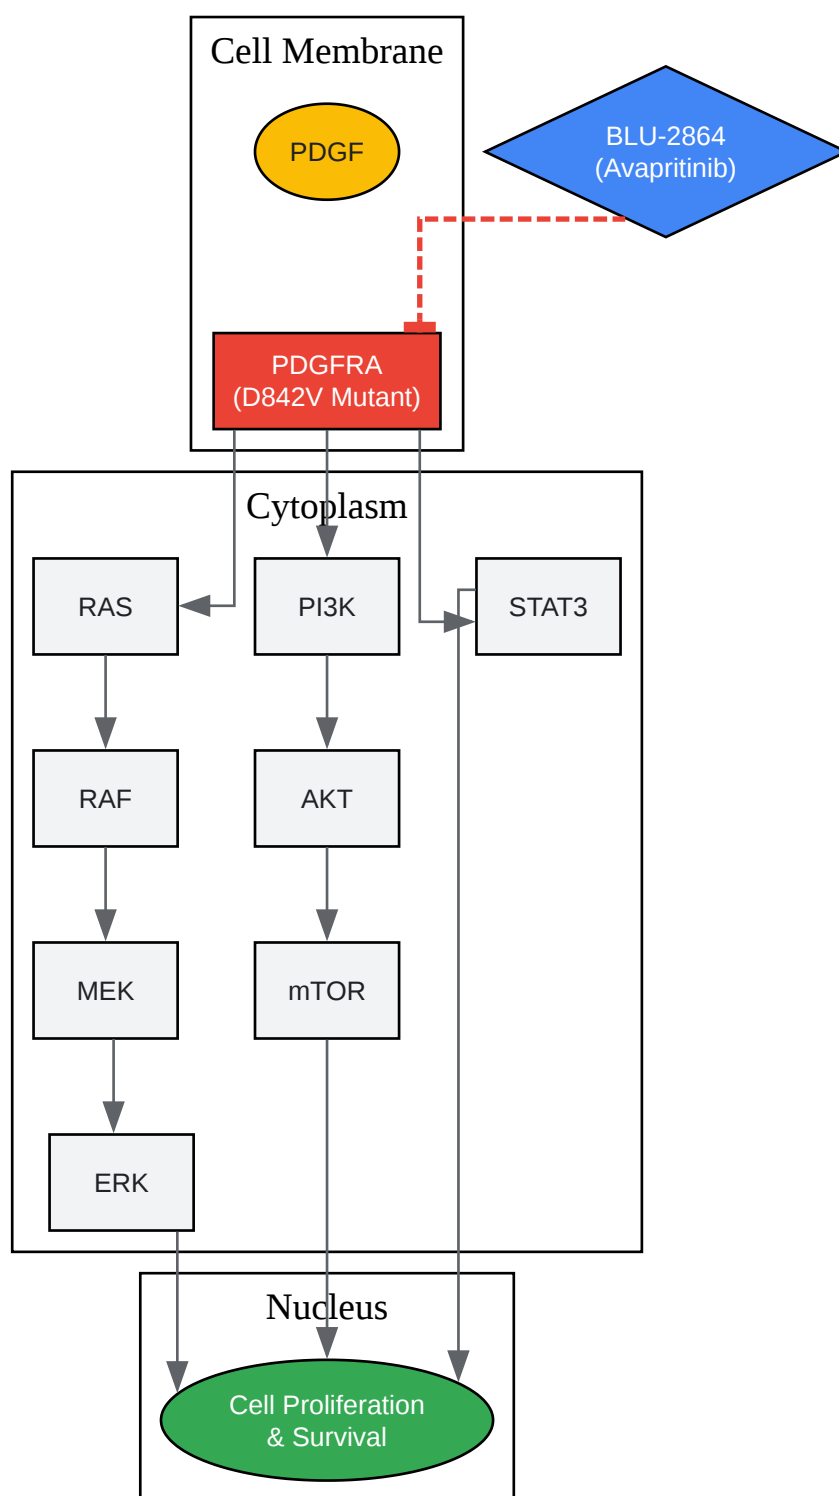 Cell Membrane
PDGF
BLU-2864
(Avapritinib)
PDGFRA
(D842V Mutant)
Cytoplasm
RAS
PI3K
STAT3
RAF
AKT
MEK
mTOR
ERK
Nucleus
Cell Proliferation
& Survival